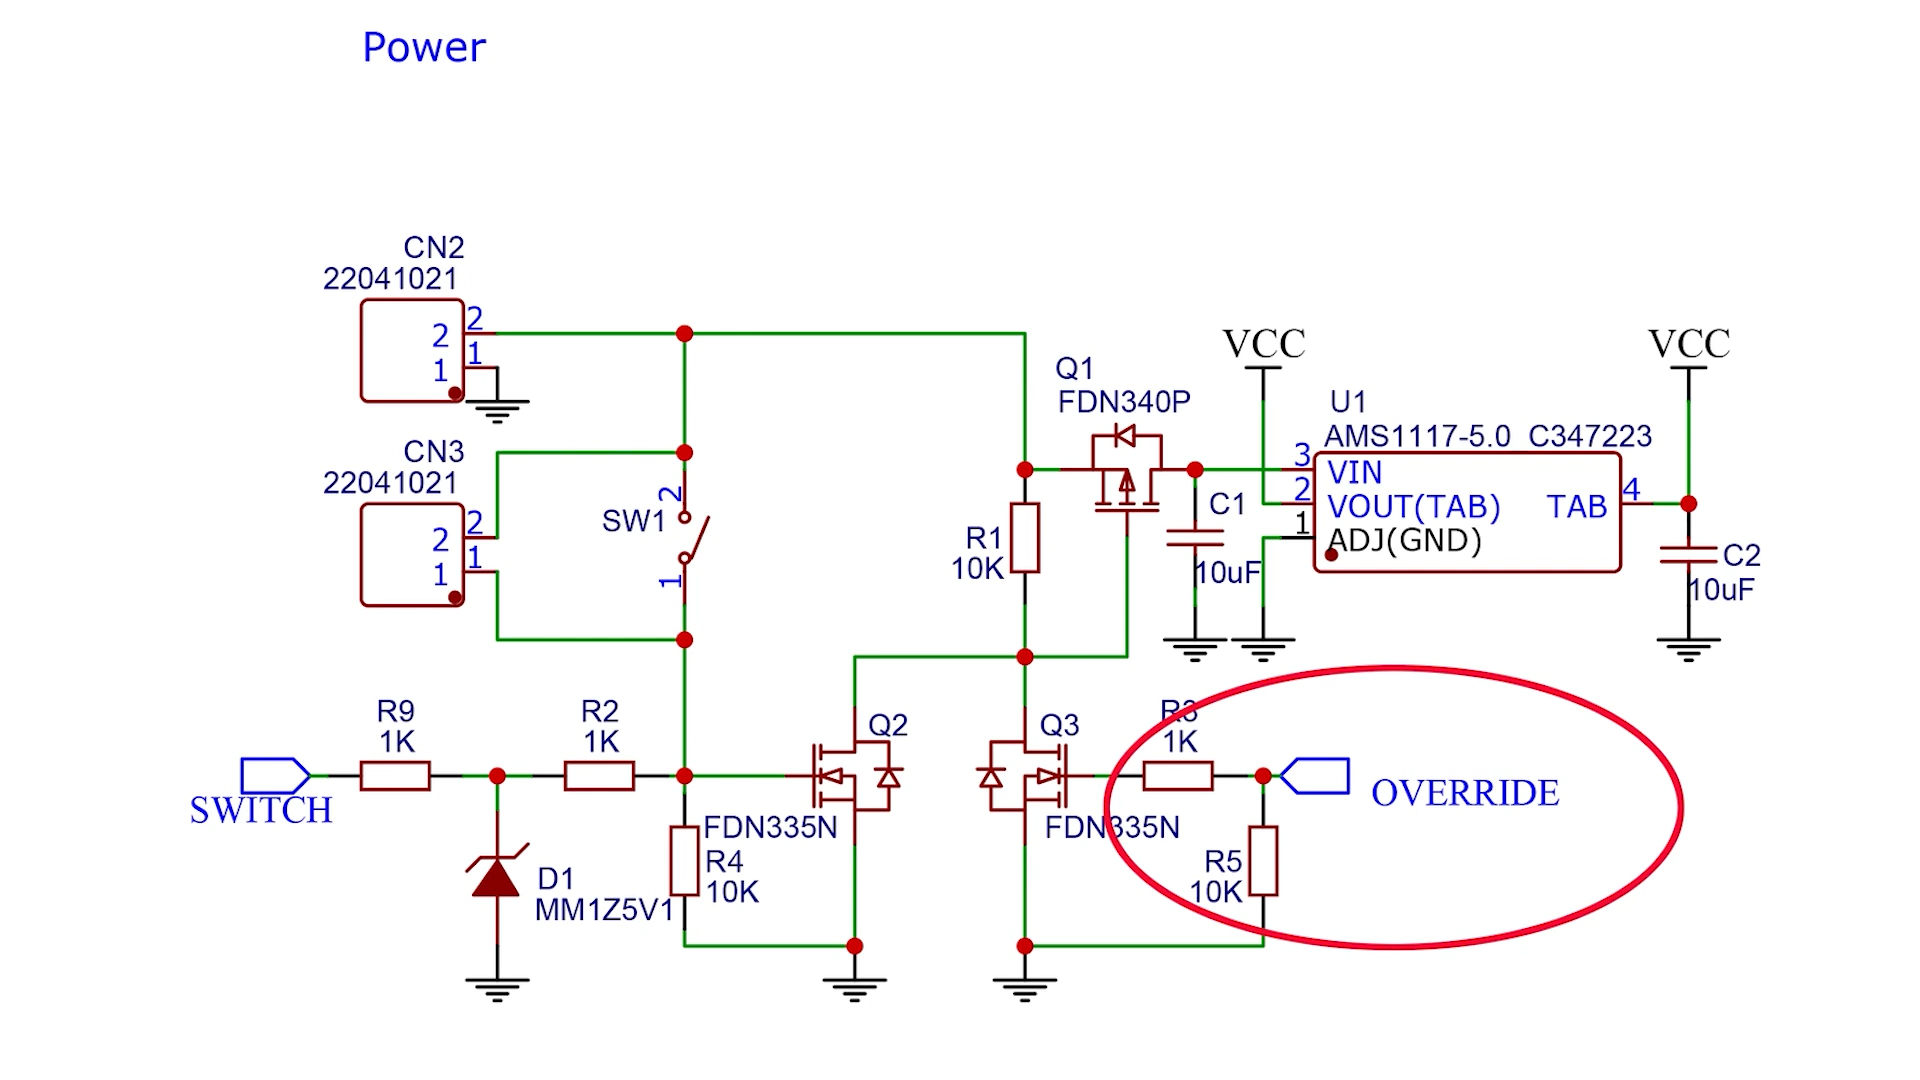 Power
CN2
22041021
2
2
1
1
CN3
22041021
2
2
1
1
2
SW1
1
Q1
FDN340P
R1
10K
C1
10uF
VCC
U1
AMS1117-5.0 C347223
3
VIN
2
VOUT(TAB)
1
ADJ(GND)
TAB
4
VCC
C2
10uF
R9
1K
SWITCH
R2
1K
D1
MM1Z5V1
Q2
FDN335N
R4
10K
Q3
FDN335N
R3
1K
OVERRIDE
R5
10K